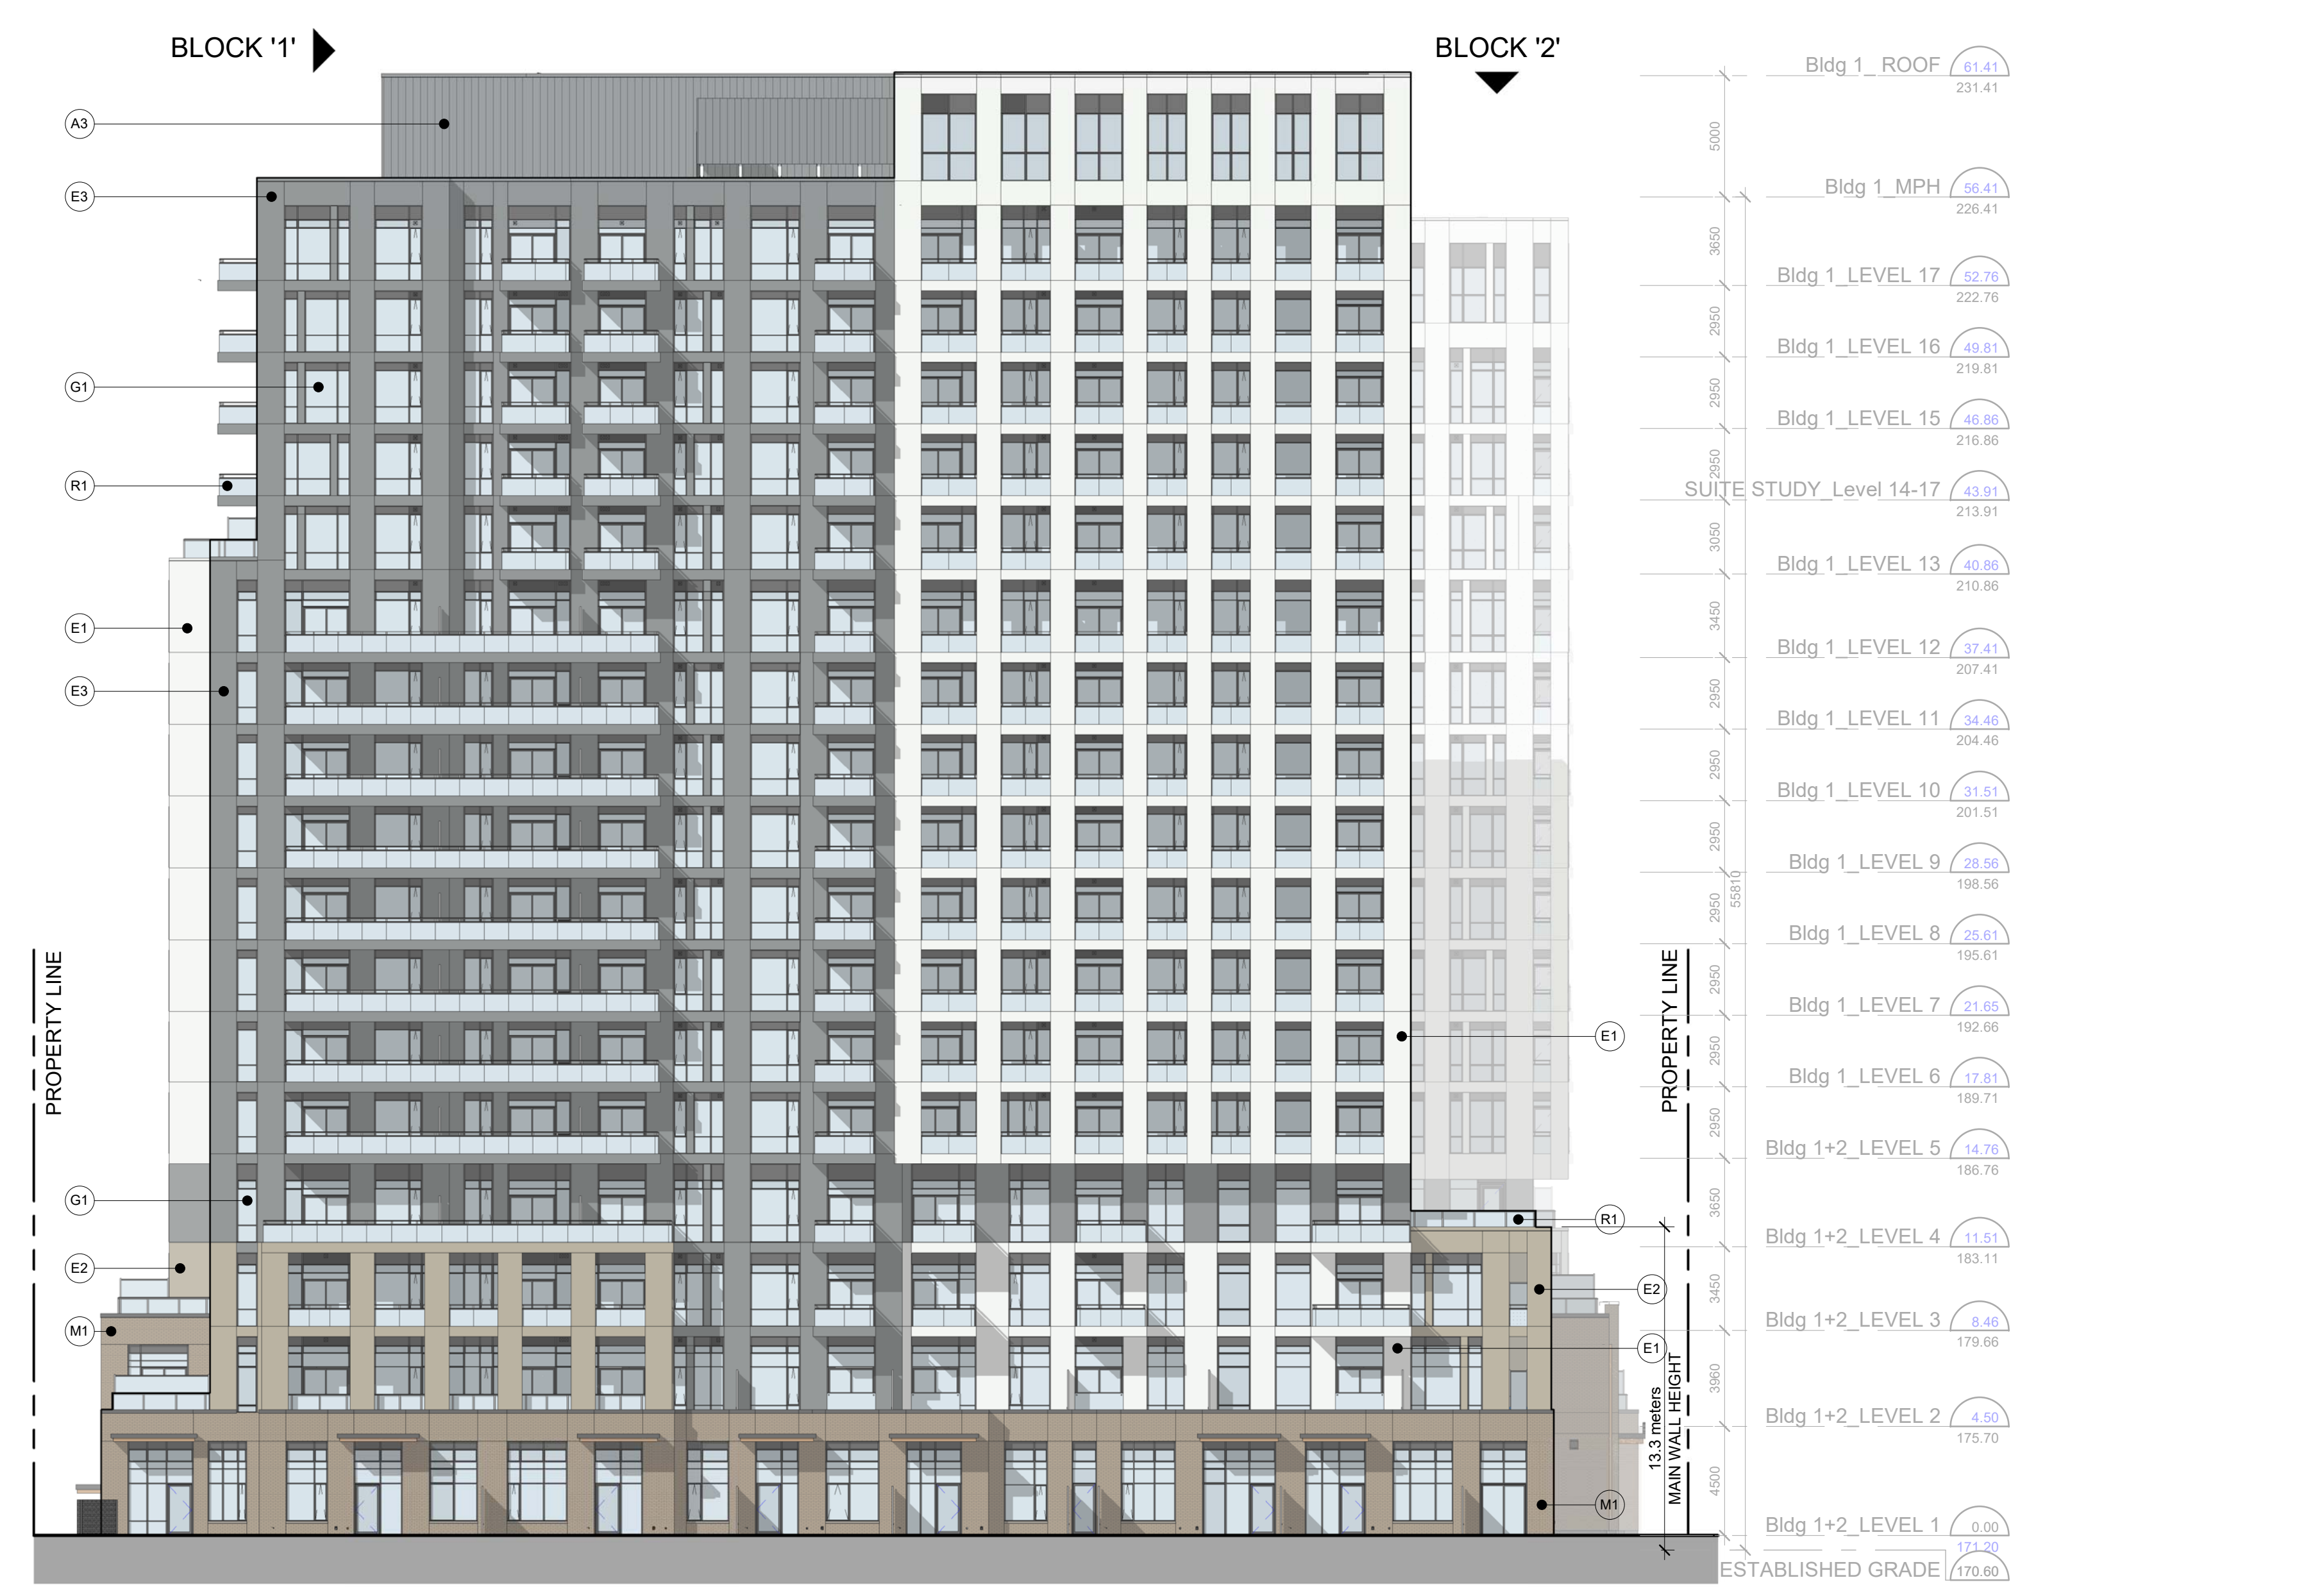 BLOCK '1'
BLOCK '2'
A3
E3
G1
R1
E1
E3
G1
E2
M1
PROPERTY LINE
E1
R1
E2
E1
M1
PROPERTY LINE
13.3 meters
MAIN WALL HEIGHT
Bldg 1_ ROOF 61.41
231.41
5000
Bldg 1_MPH 56.41
226.41
3650
Bldg 1_LEVEL 17 52.76
222.76
2950
Bldg 1_LEVEL 16 49.81
219.81
2950
Bldg 1_LEVEL 15 46.86
216.86
2950
SUITE STUDY_Level 14-17 43.91
213.91
3050
Bldg 1_LEVEL 13 40.86
210.86
3450
Bldg 1_LEVEL 12 37.41
207.41
2950
Bldg 1_LEVEL 11 34.46
204.46
2950
Bldg 1_LEVEL 10 31.51
201.51
2950
Bldg 1_LEVEL 9 28.56
198.56
55810
2950
Bldg 1_LEVEL 8 25.61
195.61
2950
Bldg 1_LEVEL 7 21.65
192.66
2950
Bldg 1_LEVEL 6 17.81
189.71
2950
Bldg 1+2_LEVEL 5 14.76
186.76
3650
Bldg 1+2_LEVEL 4 11.51
183.11
3450
Bldg 1+2_LEVEL 3 8.46
179.66
3960
Bldg 1+2_LEVEL 2 4.50
175.70
4500
Bldg 1+2_LEVEL 1 0.00
171.20
ESTABLISHED GRADE 170.60